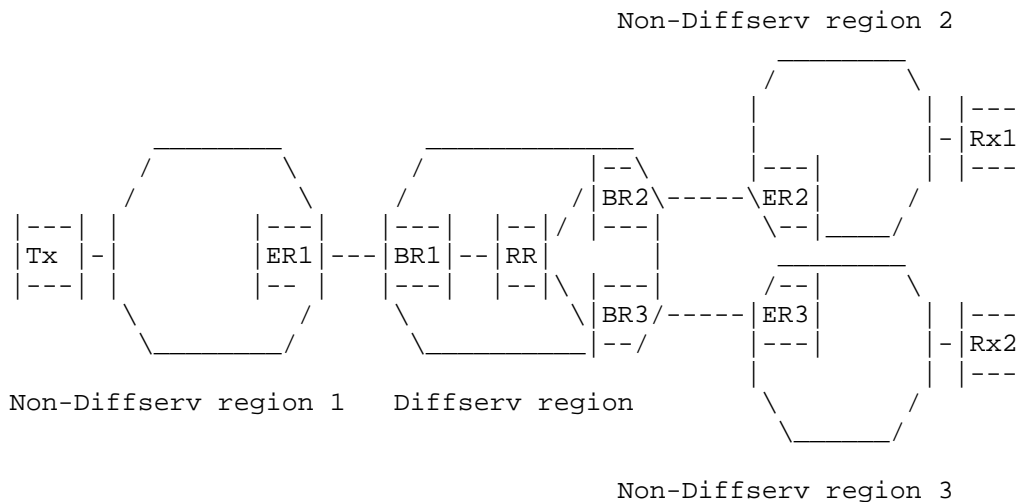 Non-Diffserv region 2
Rx1
BR2 ER2
Tx ER1 BR1 RR
BR3 ER3
Rx2
Non-Diffserv region 1 Diffserv region
Non-Diffserv region 3